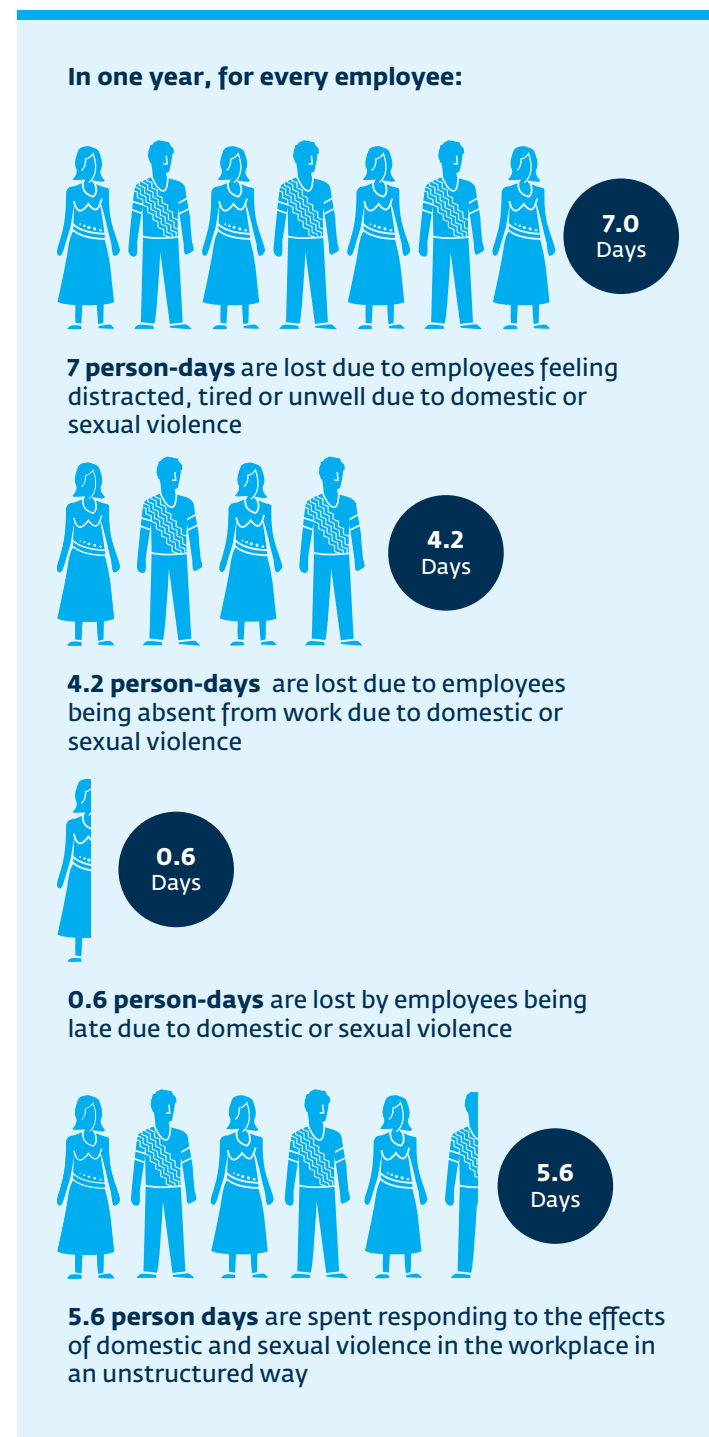 In one year, for every employee:
7.0
Days
7 person-days are lost due to employees feeling
distracted, tired or unwell due to domestic or
sexual violence
4.2
Days
4.2 person-days  are lost due to employees
being absent from work due to domestic or
sexual violence
0.6
Days
0.6 person-days are lost by employees being
late due to domestic or sexual violence
5.6
Days
5.6 person days are spent responding to the effects
of domestic and sexual violence in the workplace in
an unstructured way